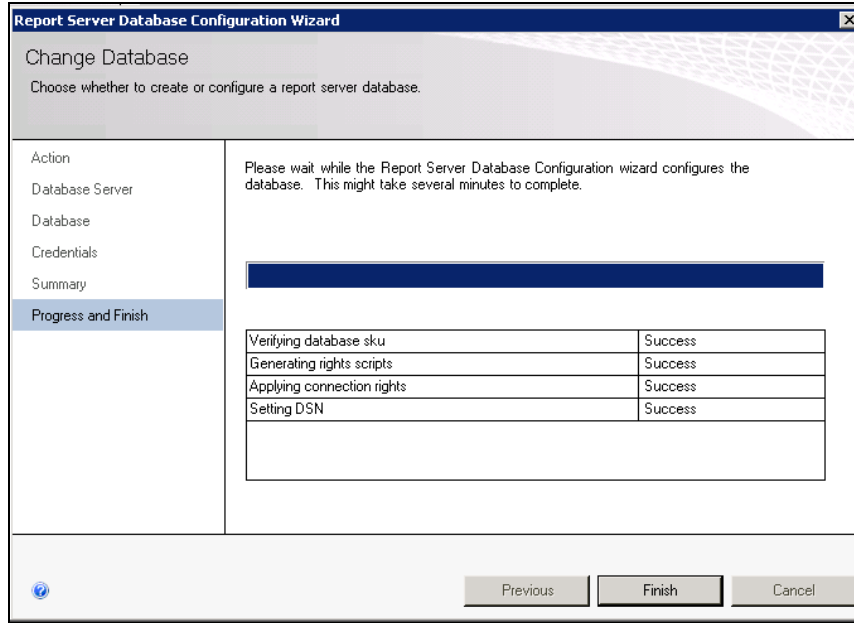 Report Server Database Configuration Wizard
Change Database
Choose whether to create or configure a report server database.
Action
Database Server
Database
Credentials
Summary
Progress and Finish
Please wait while the Report Server Database Configuration wizard configures the
database. This might take several minutes to complete.
Verifying database sku Success
Generating rights scripts Success
Applying connection rights Success
Setting DSN Success
Previous Finish Cancel